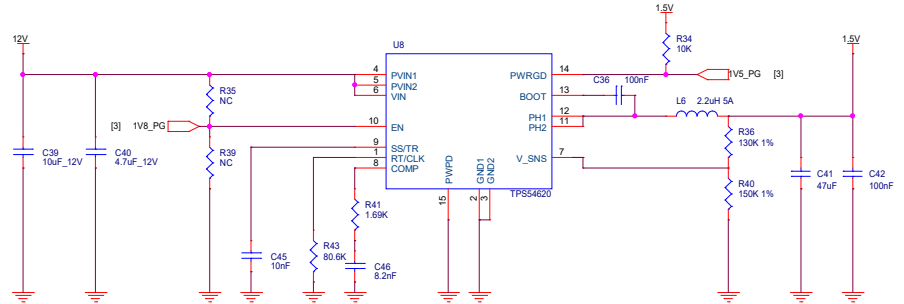 1.5V
12V
1.5V
U8
R34
10K
4
PVIN1
5
PVIN2
6
VIN
PWRGD
14
1V5_PG
[3]
C36
100nF
BOOT
13
R35
NC
L6
2.2uH 5A
PH1
12
PH2
11
[3]
1V8_PG
10
EN
R36
130K 1%
9
SS/TR
1
RT/CLK
8
COMP
V_SNS
7
C39
10uF_12V
C40
4.7uF_12V
R39
NC
PWPD
GND1
GND2
TPS54620
R40
150K 1%
C41
47uF
C42
100nF
15
2
3
R41
1.69K
R43
80.6K
C45
10nF
C46
8.2nF